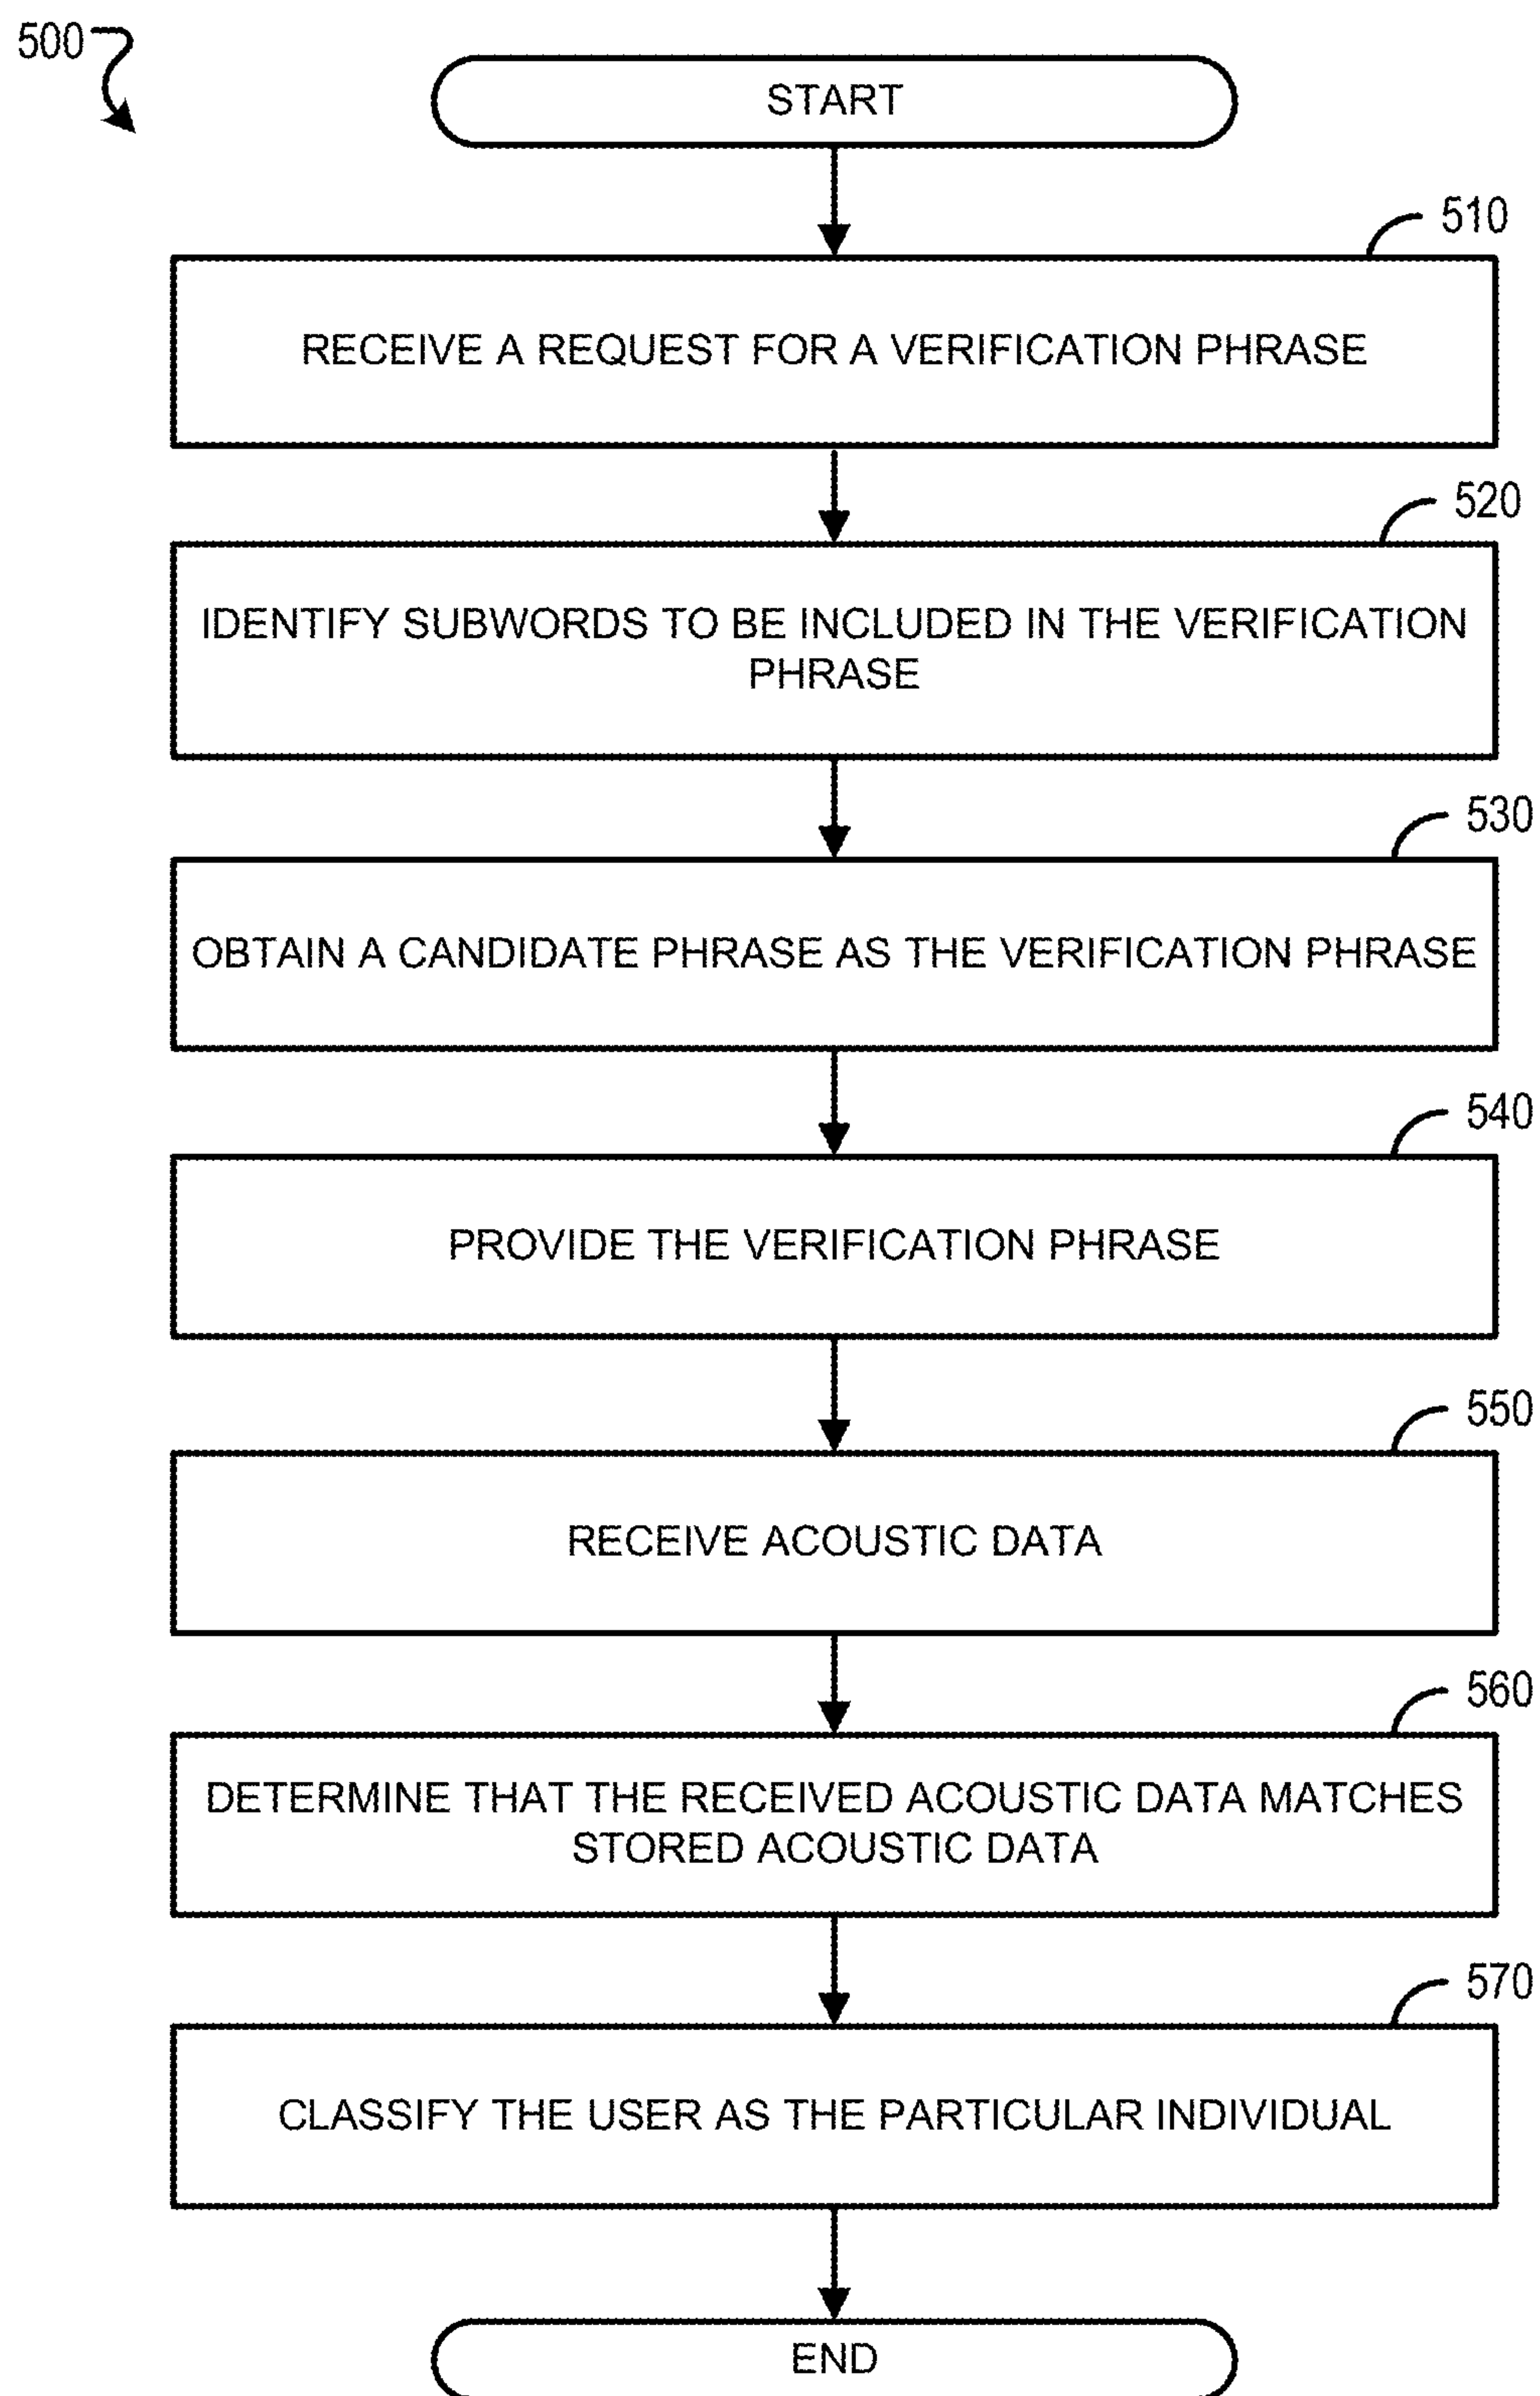 500
START
510
RECEIVE A REQUEST FOR A VERIFICATION PHRASE
520
IDENTIFY SUBWORDS TO BE INCLUDED IN THE VERIFICATION
PHRASE
530
OBTAIN A CANDIDATE PHRASE AS THE VERIFICATION PHRASE
540
PROVIDE THE VERIFICATION PHRASE
550
RECEIVE ACOUSTIC DATA
560
DETERMINE THAT THE RECEIVED ACOUSTIC DATA MATCHES
STORED ACOUSTIC DATA
570
CLASSIFY THE USER AS THE PARTICULAR INDIVIDUAL
END